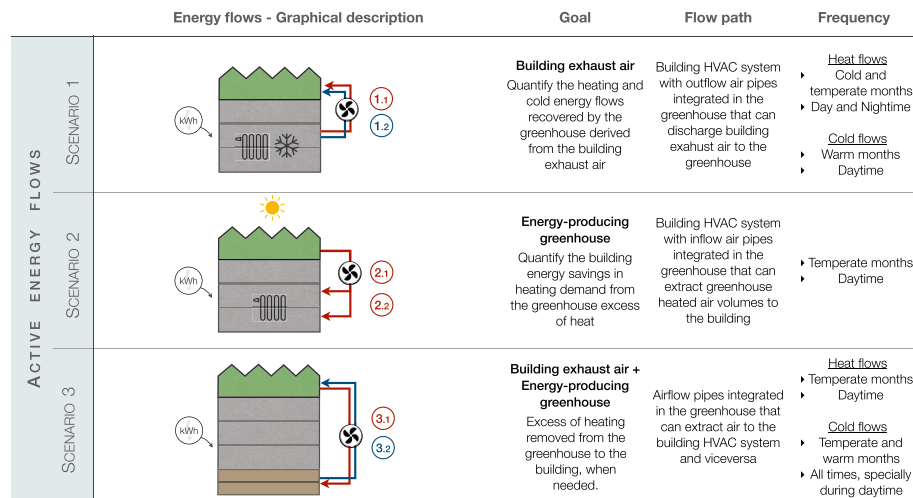 Energy flows - Graphical description
Goal
Flow path
Frequency
ACTIVE ENERGY FLOWS
SCENARIO 1
kWh
1.1
1.2
Building exhaust air
Quantify the heating and
cold energy flows
recovered by the
greenhouse derived
from the building
exhaust air
Building HVAC system
with outflow air pipes
integrated in the
greenhouse that can
discharge building
exahust air to the
greenhouse
Heat flows
Cold and
temperate months
Day and Nightime
Cold flows
Warm months
Daytime
SCENARIO 2
kWh
2.1
2.2
Energy-producing
greenhouse
Quantify the building
energy savings in
heating demand from
the greenhouse excess
of heat
Building HVAC system
with inflow air pipes
integrated in the
greenhouse that can
extract greenhouse
heated air volumes to
the building
Temperate months
Daytime
SCENARIO 3
kWh
3.1
3.2
Building exhaust air +
Energy-producing
greenhouse
Excess of heating
removed from the
greenhouse to the
building, when
needed.
Airflow pipes integrated
in the greenhouse that
can extract air to the
building HVAC system
and viceversa
Heat flows
Temperate months
Daytime
Cold flows
Temperate and
warm months
All times, specially
during daytime